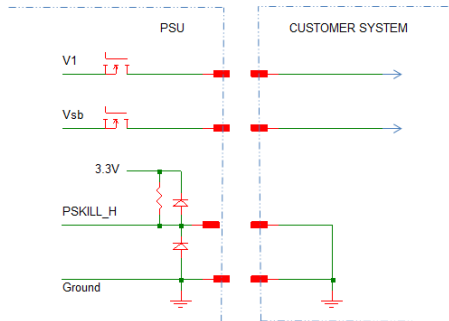 PSU
CUSTOMER SYSTEM
V1
Vsb
3.3V
PSKILL_H
Ground